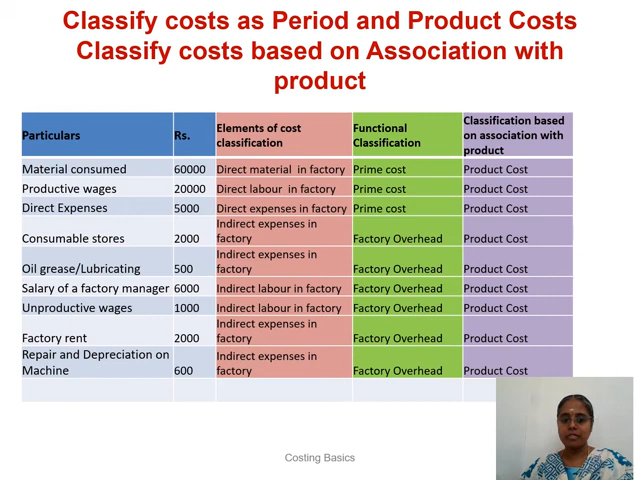 Classify costs as Period and Product Costs
Classify costs based on Association with
product
Particulars Rs. Elements of cost classification Functional Classification Classification based on association with product
Material consumed 60000 Direct material in factory Prime cost Product Cost
Productive wages 20000 Direct labour in factory Prime cost Product Cost
Direct Expenses 5000 Direct expenses in factory Prime cost Product Cost
Consumable stores 2000 Indirect expenses in factory Factory Overhead Product Cost
Oil grease/Lubricating 500 Indirect expenses in factory Factory Overhead Product Cost
Salary of a factory manager 6000 Indirect labour in factory Factory Overhead Product Cost
Unproductive wages 1000 Indirect labour in factory Factory Overhead Product Cost
Factory rent 2000 Indirect expenses in factory Factory Overhead Product Cost
Repair and Depreciation on Machine 600 Indirect expenses in factory Factory Overhead Product Cost
Costing Basics